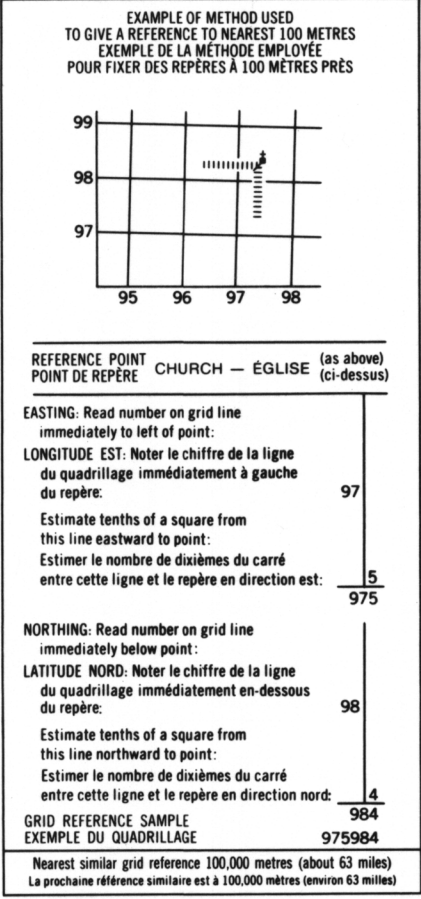 EXAMPLE OF METHOD USED
TO GIVE A REFERENCE TO NEAREST 100 METRES
EXEMPLE DE LA MÉTHODE EMPLOYÉE
POUR FIXER DES REPÈRES À 100 MÈTRES PRÈS
99
98
97
95 96 97 98
REFERENCE POINT
POINT DE REPÈRE
CHURCH — ÉGLISE
(as above)
(ci-dessus)
EASTING: Read number on grid line
immediately to left of point:
LONGITUDE EST: Noter le chiffre de la ligne
du quadrillage immédiatement à gauche
du repère: 97
Estimate tenths of a square from
this line eastward to point:
Estimer le nombre de dixièmes du carré
entre cette ligne et le repère en direction est: 5
975
NORTHING: Read number on grid line
immediately below point:
LATITUDE NORD: Noter le chiffre de la ligne
du quadrillage immédiatement en-dessous
du repère: 98
Estimate tenths of a square from
this line northward to point:
Estimer le nombre de dixièmes du carré
entre cette ligne et le repère en direction nord: 4
984
GRID REFERENCE SAMPLE
EXEMPLE DU QUADRILLAGE 975984
Nearest similar grid reference 100,000 metres (about 63 miles)
La prochaine référence similaire est à 100,000 mètres (environ 63 milles)